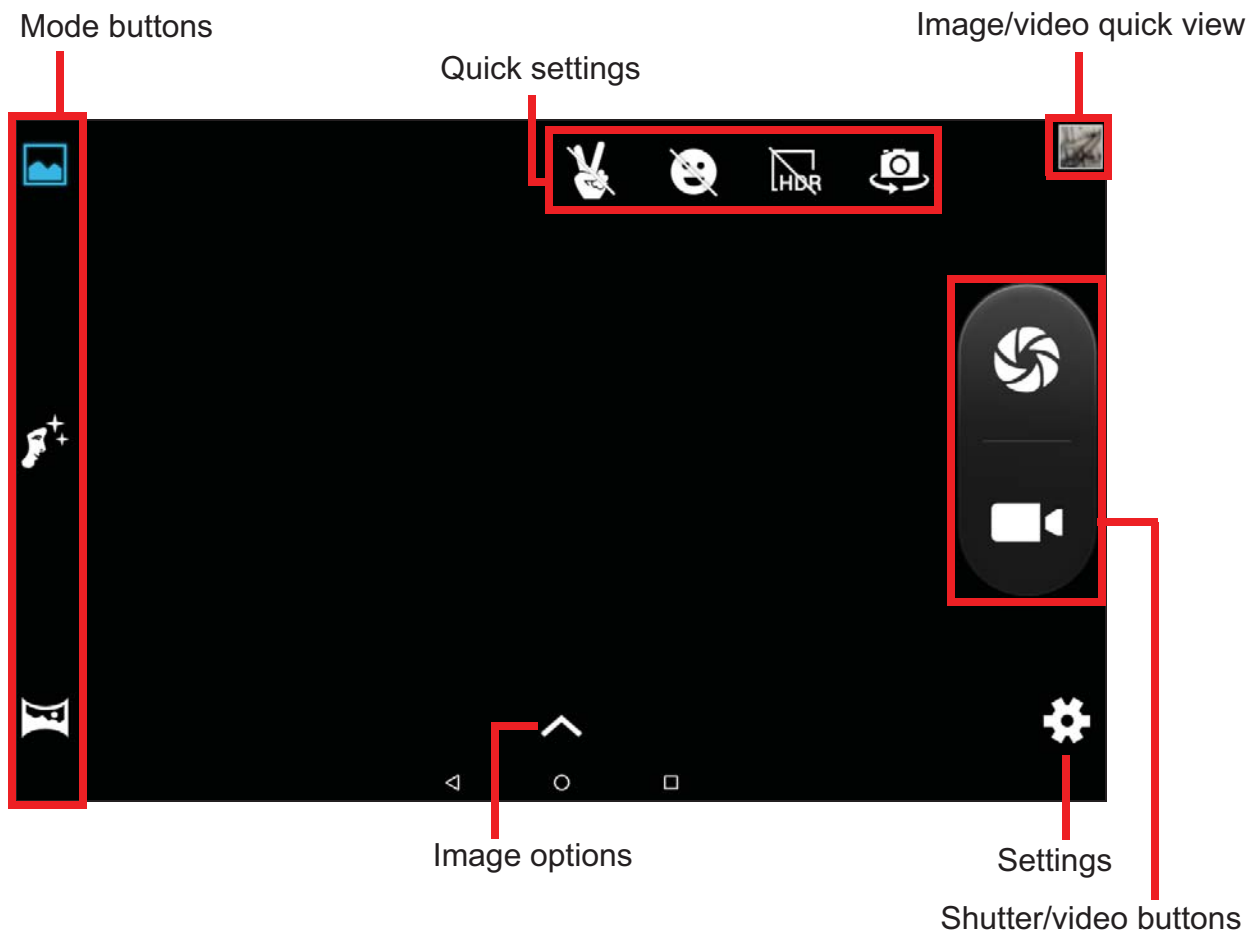 Mode buttons
Image/video quick view
Quick settings
HDR
Image options
Settings
Shutter/video buttons